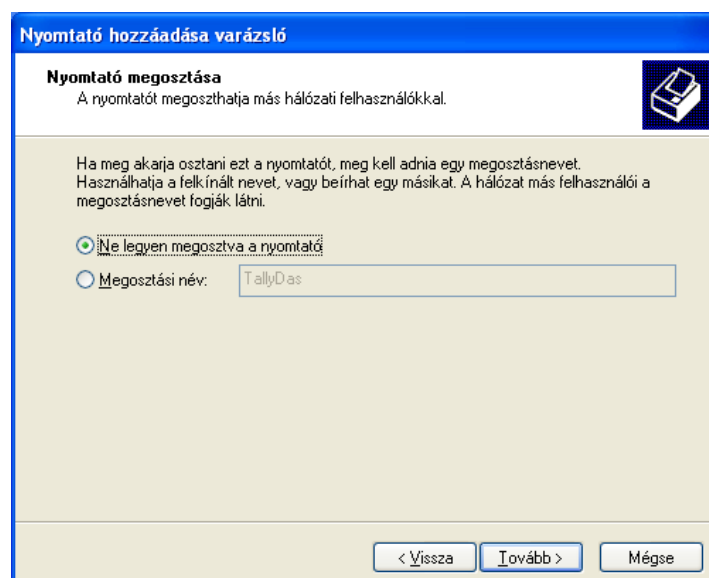 Nyomtató hozzáadása varázsló
Nyomtató megosztása
A nyomtatót megoszthatja más hálózati felhasználókkal.
Ha meg akarja osztani ezt a nyomtatót, meg kell adnia egy megosztásnevet.
Használhatja a felkínált nevet, vagy beírhat egy másikat. A hálózat más felhasználói a
megosztásnevet fogják látni.
Ne legyen megosztva a nyomtató
Megosztási név: TallyDas
< Vissza Tovább > Mégse